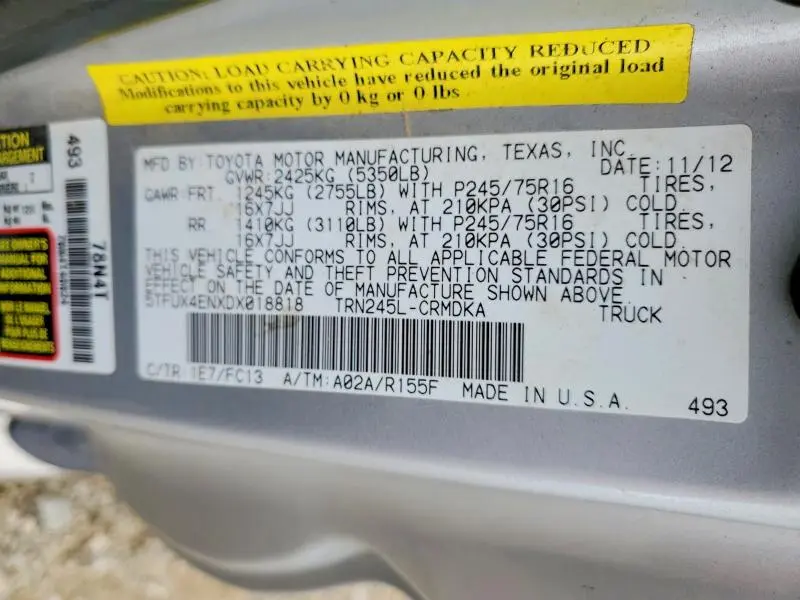 CAUTION: LOAD CARRYING CAPACITY REDUCED
Modifications to this vehicle have reduced the original load
carrying capacity by 0 kg or 0 lbs
MFD BY: TOYOTA MOTOR MANUFACTURING, TEXAS, INC.
GVWR: 2425KG (5350LB) DATE: 11/12
GAWR: FRT 1245KG (2755LB) WITH P245/75R16 TIRES,
16X7JJ RIMS, AT 210KPA (30PSI) COLD.
RR 1410KG (3110LB) WITH P245/75R16 TIRES,
16X7JJ RIMS, AT 210KPA (30PSI) COLD.
THIS VEHICLE CONFORMS TO ALL APPLICABLE FEDERAL MOTOR
VEHICLE SAFETY AND THEFT PREVENTION STANDARDS IN
EFFECT ON THE DATE OF MANUFACTURE SHOWN ABOVE.
5TFUX4ENXDX018818 TRN245L-CRMDKA TRUCK
C/TR: 1E7/FC13 A/TM: A02A/R155F MADE IN U.S.A.
493
493
78N4T